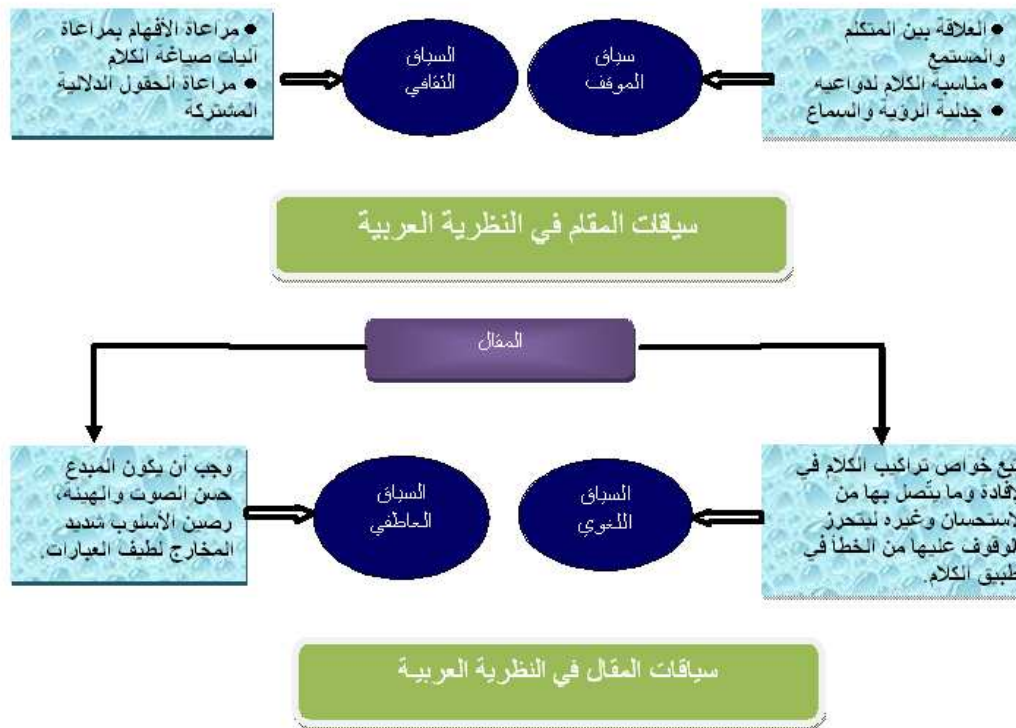 ● العلاقة بين المتكلم
والمستمع
● مناسبة الكلام لدواعيه
● جدلية الرؤية والسماع
سياق
الموقف
السياق
الثقافي
● مراعاة الأفهام بمراعاة
آليات صياغة الكلام
● مراعاة الحقول الدلالية
المشتركة
سياقات المقام في النظرية العربية
المقال
خواص تراكيب الكلام في
وما يتصل بها من
وغيره ليتحرز
عليها من الخطأ في
الكلام.
السياق
اللغوي
السياق
العاطفي
وجب أن يكون المبدع
حسن الصوت والهيئة،
رصين الأسلوب شديد
المخارج لطيف العبارات.
سياقات المقال في النظرية العربية